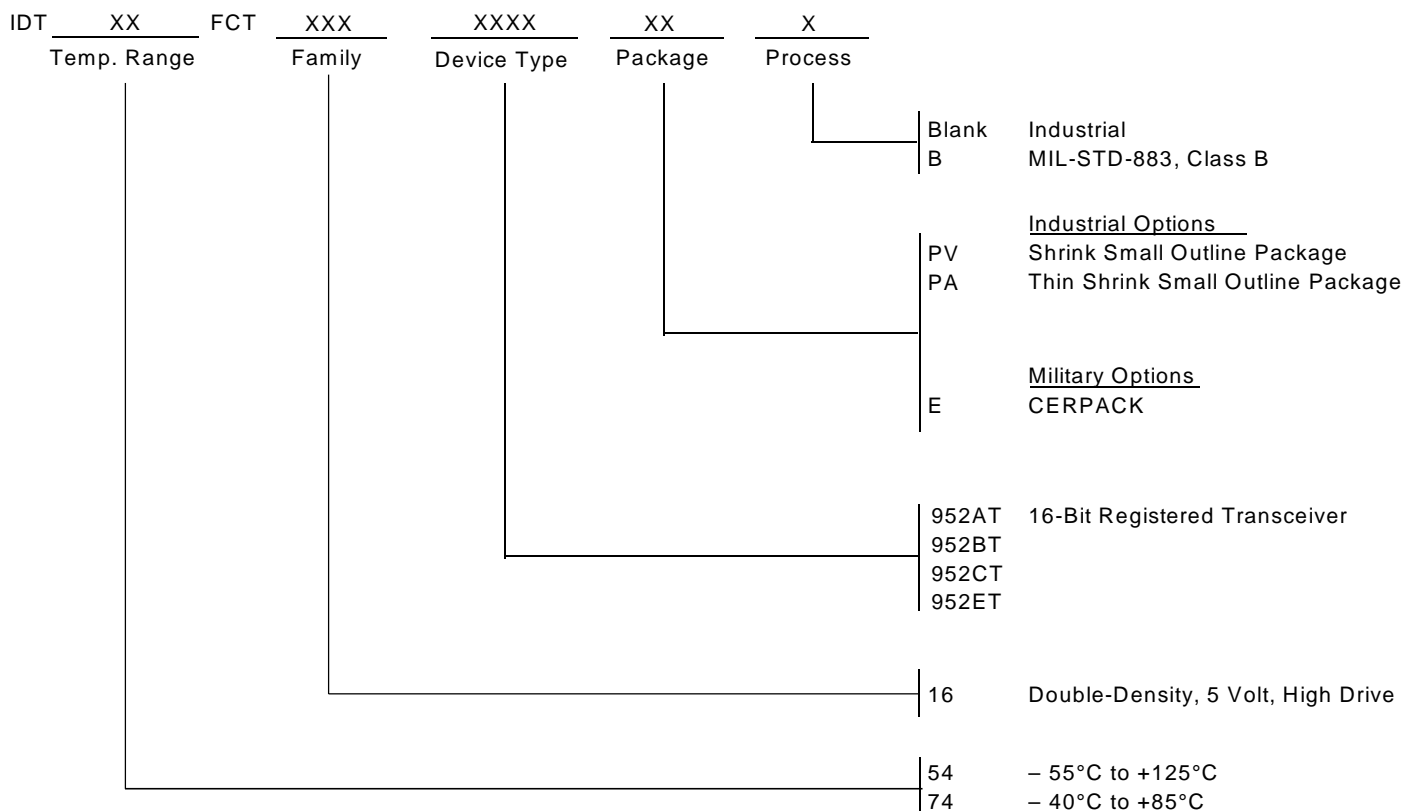 IDT XX FCT XXX XXXX XX X
Temp. Range Family Device Type Package Process
Blank Industrial
B MIL-STD-883, Class B
Industrial Options
PV Shrink Small Outline Package
PA Thin Shrink Small Outline Package
Military Options
E CERPACK
952AT 16-Bit Registered Transceiver
952BT
952CT
952ET
16 Double-Density, 5 Volt, High Drive
54 – 55°C to +125°C
74 – 40°C to +85°C